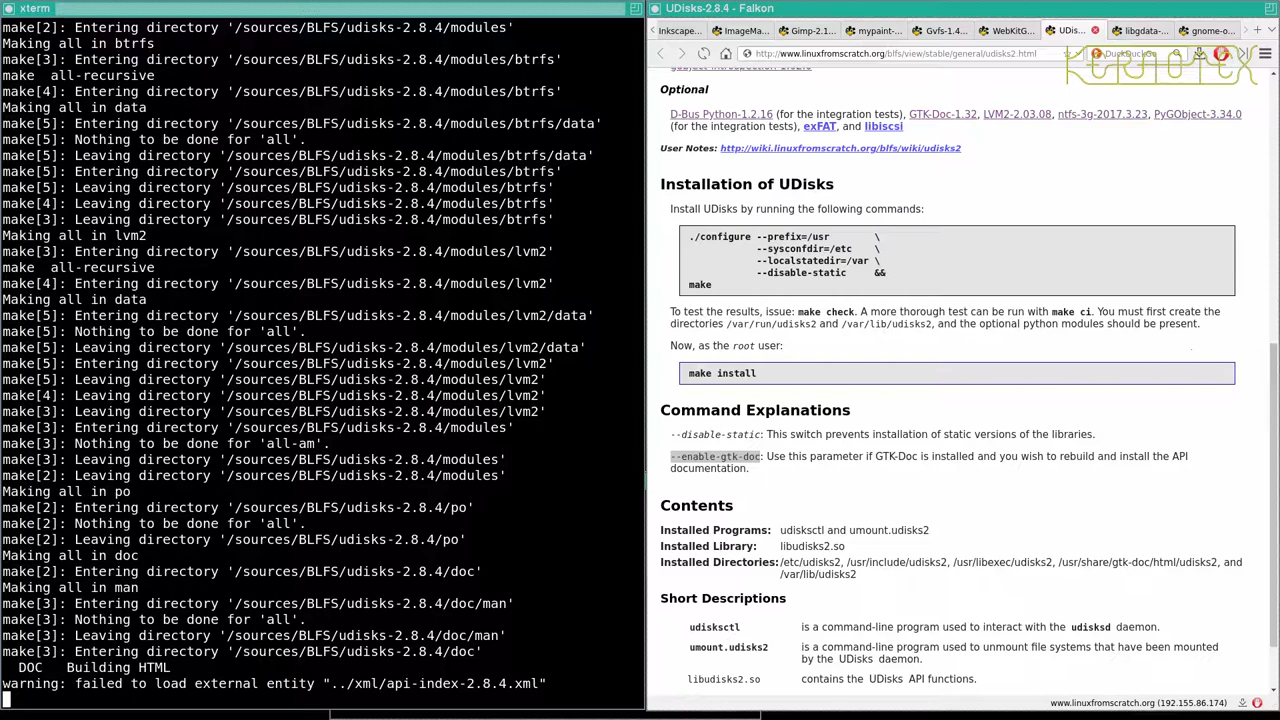 xterm
make[2]: Entering directory '/sources/BLFS/udisks-2.8.4/modules'
Making all in btrfs
make[3]: Entering directory '/sources/BLFS/udisks-2.8.4/modules/btrfs'
make  all-recursive
make[4]: Entering directory '/sources/BLFS/udisks-2.8.4/modules/btrfs'
Making all in data
make[5]: Entering directory '/sources/BLFS/udisks-2.8.4/modules/btrfs/data'
make[5]: Nothing to be done for 'all'.
make[5]: Leaving directory '/sources/BLFS/udisks-2.8.4/modules/btrfs/data'
make[5]: Entering directory '/sources/BLFS/udisks-2.8.4/modules/btrfs'
make[5]: Leaving directory '/sources/BLFS/udisks-2.8.4/modules/btrfs'
make[4]: Leaving directory '/sources/BLFS/udisks-2.8.4/modules/btrfs'
make[3]: Leaving directory '/sources/BLFS/udisks-2.8.4/modules/btrfs'
Making all in lvm2
make[3]: Entering directory '/sources/BLFS/udisks-2.8.4/modules/lvm2'
make  all-recursive
make[4]: Entering directory '/sources/BLFS/udisks-2.8.4/modules/lvm2'
Making all in data
make[5]: Entering directory '/sources/BLFS/udisks-2.8.4/modules/lvm2/data'
make[5]: Nothing to be done for 'all'.
make[5]: Leaving directory '/sources/BLFS/udisks-2.8.4/modules/lvm2/data'
make[5]: Entering directory '/sources/BLFS/udisks-2.8.4/modules/lvm2'
make[5]: Leaving directory '/sources/BLFS/udisks-2.8.4/modules/lvm2'
make[4]: Leaving directory '/sources/BLFS/udisks-2.8.4/modules/lvm2'
make[3]: Leaving directory '/sources/BLFS/udisks-2.8.4/modules/lvm2'
make[3]: Entering directory '/sources/BLFS/udisks-2.8.4/modules'
make[3]: Nothing to be done for 'all-am'.
make[3]: Leaving directory '/sources/BLFS/udisks-2.8.4/modules'
make[2]: Leaving directory '/sources/BLFS/udisks-2.8.4/modules'
Making all in po
make[2]: Entering directory '/sources/BLFS/udisks-2.8.4/po'
make[2]: Nothing to be done for 'all'.
make[2]: Leaving directory '/sources/BLFS/udisks-2.8.4/po'
Making all in doc
make[2]: Entering directory '/sources/BLFS/udisks-2.8.4/doc'
Making all in man
make[3]: Entering directory '/sources/BLFS/udisks-2.8.4/doc/man'
make[3]: Nothing to be done for 'all'.
make[3]: Leaving directory '/sources/BLFS/udisks-2.8.4/doc/man'
make[3]: Entering directory '/sources/BLFS/udisks-2.8.4/doc'
DOC   Building HTML
warning: failed to load external entity "../xml/api-index-2.8.4.xml"
UDisks-2.8.4 - Falkon
Inkscape... ImageMa... Gimp-2.1... mypaint-... Gvfs-1.4... WebKitG... UDis... libgdata-... gnome-o...
http://www.linuxfromscratch.org/blfs/view/stable/general/udisks2.html DuckDuckGo
KERNOTEX
Optional
D-Bus Python-1.2.16 (for the integration tests), GTK-Doc-1.32, LVM2-2.03.08, ntfs-3g-2017.3.23, PyGObject-3.34.0
(for the integration tests), exFAT, and libiscsi
User Notes: http://wiki.linuxfromscratch.org/blfs/wiki/udisks2
Installation of UDisks
Install UDisks by running the following commands:
./configure --prefix=/usr \
--sysconfdir=/etc \
--localstatedir=/var \
--disable-static &&
make
To test the results, issue: make check. A more thorough test can be run with make ci. You must first create the
directories /var/run/udisks2 and /var/lib/udisks2, and the optional python modules should be present.
Now, as the root user:
make install
Command Explanations
--disable-static: This switch prevents installation of static versions of the libraries.
--enable-gtk-doc: Use this parameter if GTK-Doc is installed and you wish to rebuild and install the API
documentation.
Contents
Installed Programs: udisksctl and umount.udisks2
Installed Library: libudisks2.so
Installed Directories: /etc/udisks2, /usr/include/udisks2, /usr/libexec/udisks2, /usr/share/gtk-doc/html/udisks2, and
/var/lib/udisks2
Short Descriptions
udisksctl is a command-line program used to interact with the udisksd daemon.
umount.udisks2 is a command-line program used to unmount file systems that have been mounted
by the UDisks daemon.
libudisks2.so contains the UDisks API functions.
www.linuxfromscratch.org (192.155.86.174)